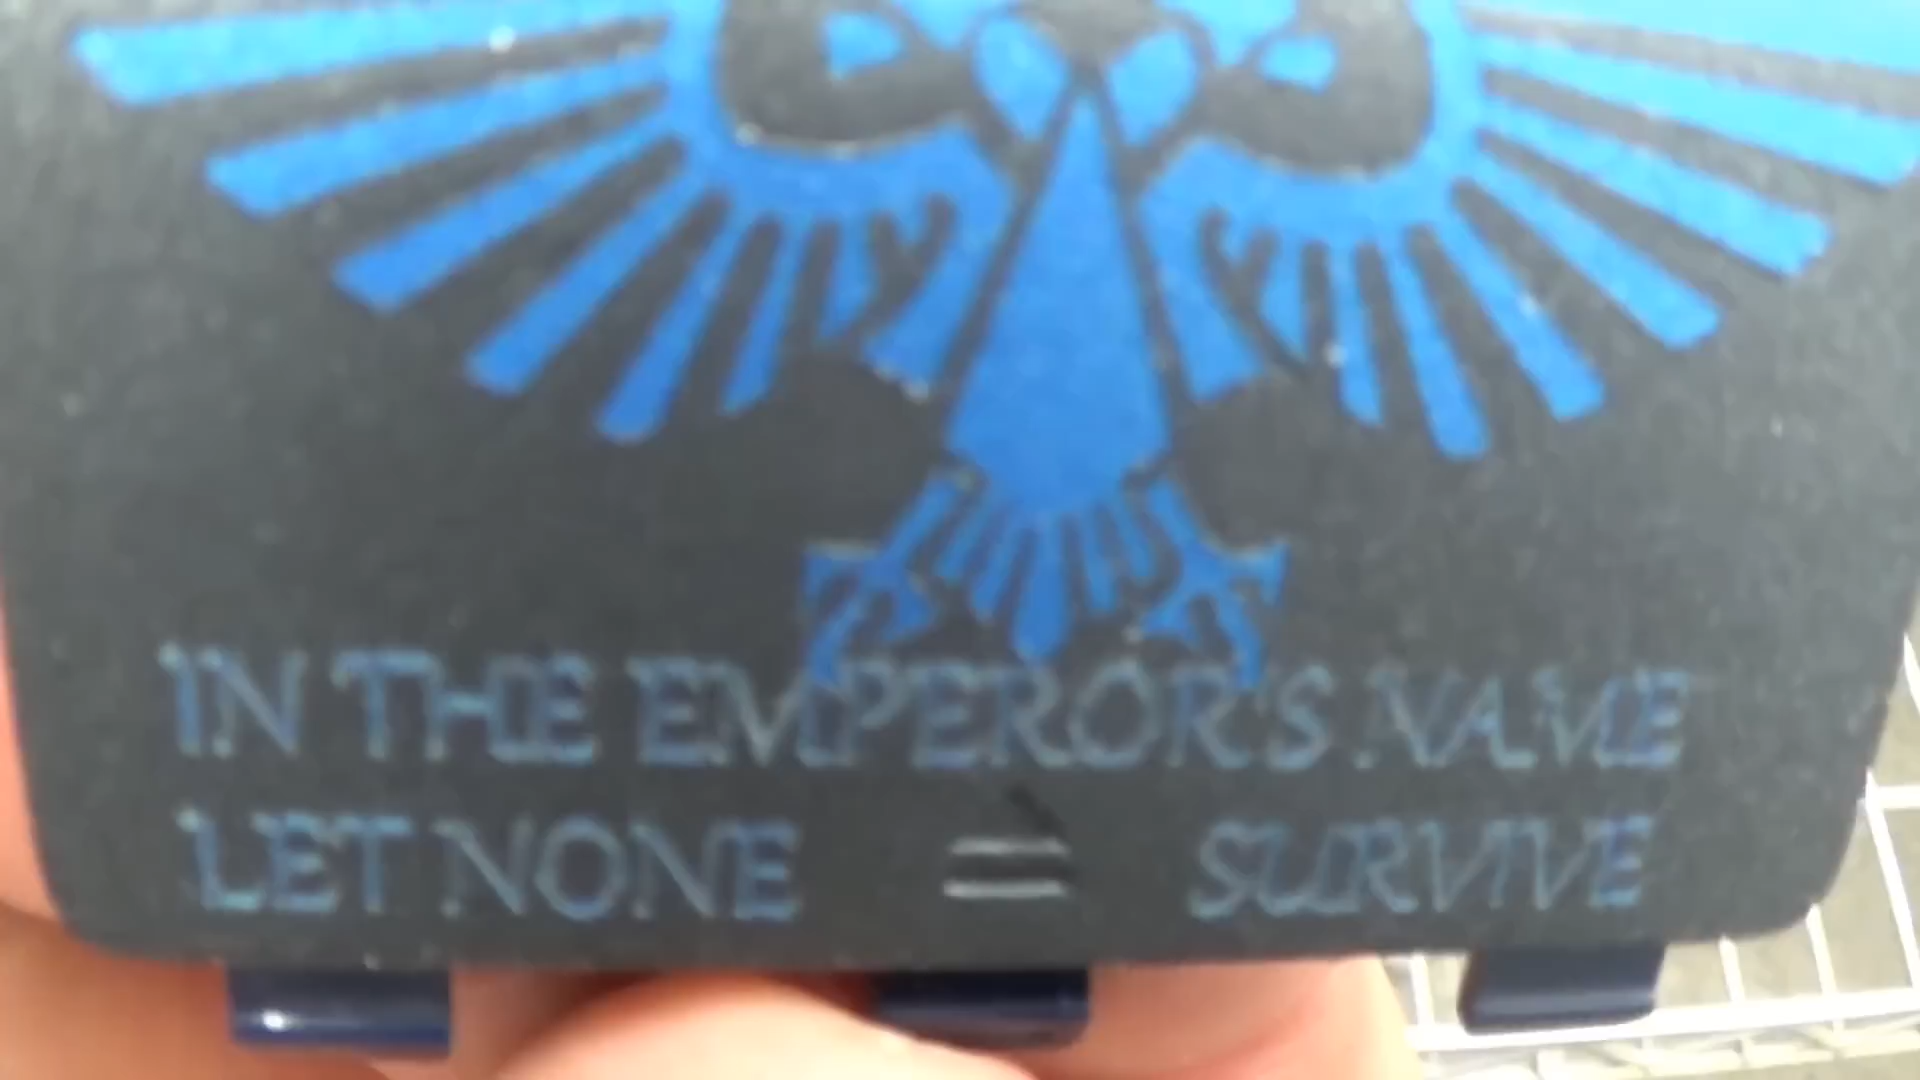 IN THE EMPEROR'S NAME
LET NONE = SURVIVE